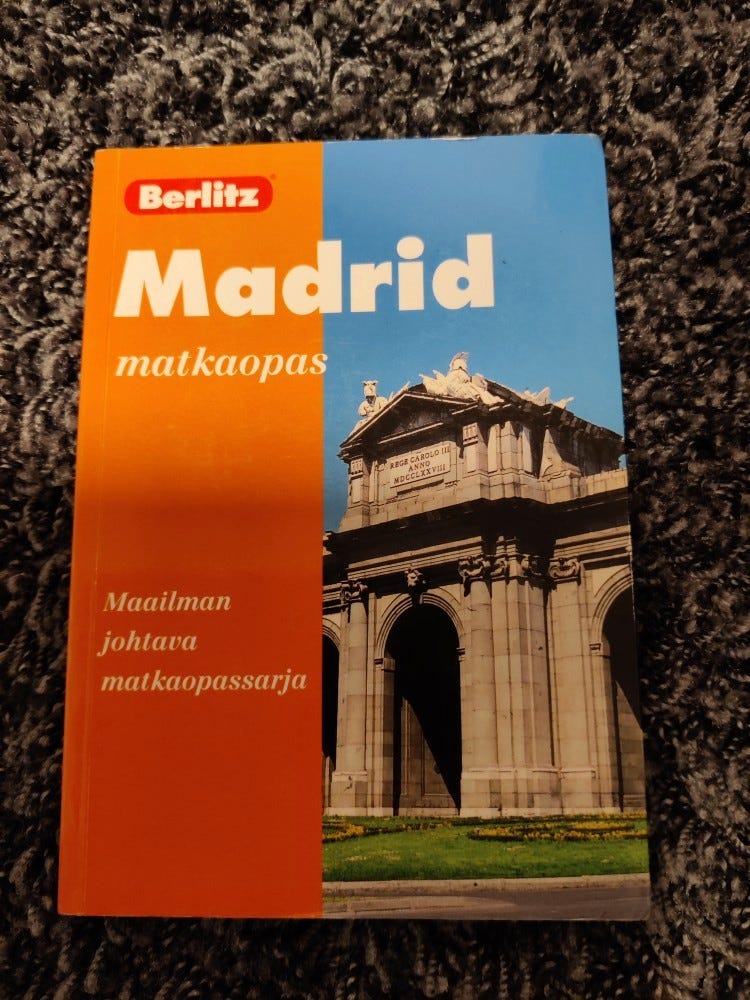 Berlitz
Madrid
matkaopas
REGE CAROLO III
ANNO
MDCCLXXVIII
Maailman
johtava
matkaopassarja